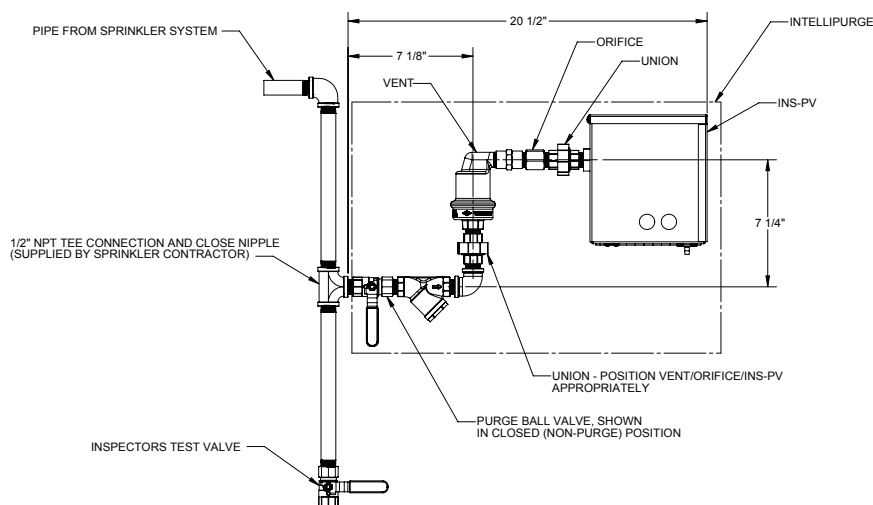 20 1/2"
INTELLIPURGE
PIPE FROM SPRINKLER SYSTEM
ORIFICE
7 1/8"
UNION
VENT
INS-PV
7 1/4"
1/2" NPT TEE CONNECTION AND CLOSE NIPPLE
(SUPPLIED BY SPRINKLER CONTRACTOR)
UNION - POSITION VENT/ORIFICE/INS-PV
APPROPRIATELY
PURGE BALL VALVE, SHOWN
IN CLOSED (NON-PURGE) POSITION
INSPECTORS TEST VALVE